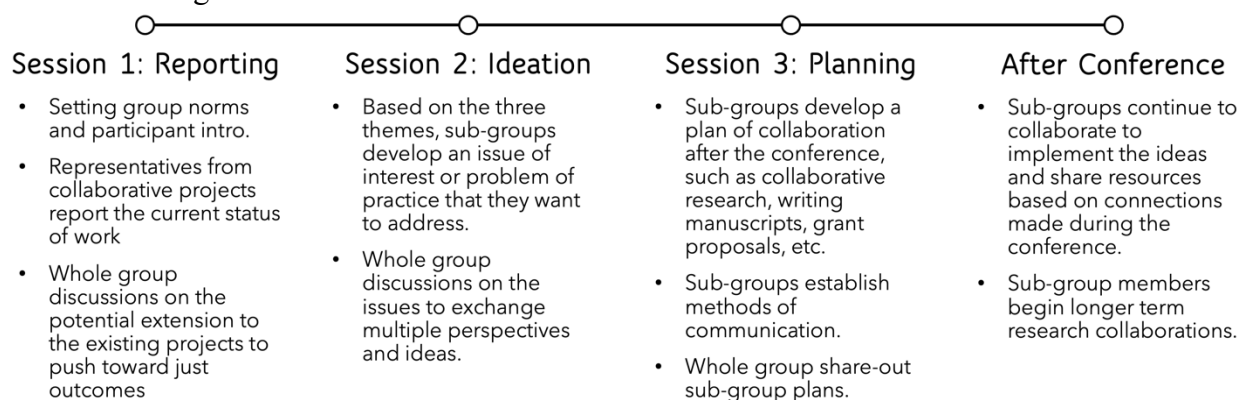 Session 1: Reporting
• Setting group norms
and participant intro.
• Representatives from
collaborative projects
report the current status
of work
• Whole group
discussions on the
potential extension to
the existing projects to
push toward just
outcomes
Session 2: Ideation
• Based on the three
themes, sub-groups
develop an issue of
interest or problem of
practice that they want
to address.
• Whole group
discussions on the
issues to exchange
multiple perspectives
and ideas.
Session 3: Planning
• Sub-groups develop a
plan of collaboration
after the conference,
such as collaborative
research, writing
manuscripts, grant
proposals, etc.
• Sub-groups establish
methods of
communication.
• Whole group share-out
sub-group plans.
After Conference
• Sub-groups continue to
collaborate to
implement the ideas
and share resources
based on connections
made during the
conference.
• Sub-group members
begin longer term
research collaborations.